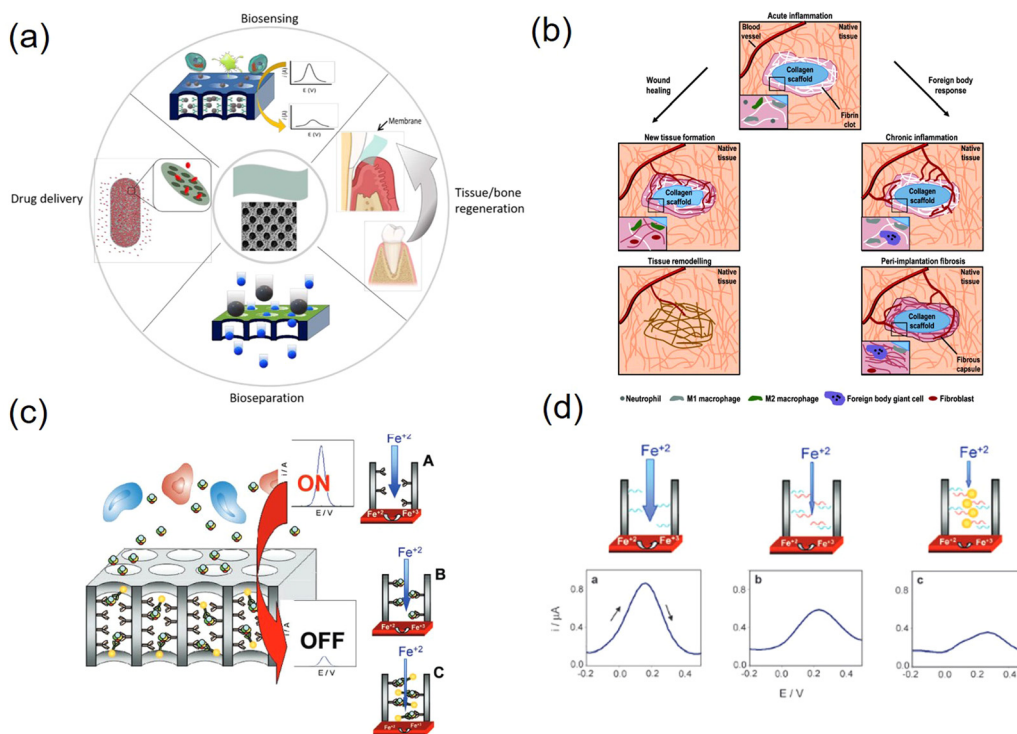 (a)
Biosensing
i (A)
E (V)
i (A)
E (V)
Membrane
Drug delivery
Tissue/bone
regeneration
Bioseparation
(b)
Acute inflammation
Blood
vessel
Native
tissue
Collagen
scaffold
Fibrin
clot
Wound
healing
Foreign body
response
New tissue formation
Native
tissue
Collagen
scaffold
Chronic inflammation
Native
tissue
Collagen
scaffold
Tissue remodelling
Native
tissue
Peri-implantation fibrosis
Native
tissue
Collagen
scaffold
Fibrous
capsule
Neutrophil
M1 macrophage
M2 macrophage
Foreign body giant cell
Fibroblast
(c)
i / A
ON
E / V
Fe+2
A
Fe+2 Fe+3
Fe+2
B
Fe+2 Fe+3
i / A
OFF
E / V
Fe+2
C
Fe+2 Fe+3
(d)
Fe+2
Fe+2 Fe+3
Fe+2
Fe+2 Fe+3
Fe+2
Fe+2 Fe+3
i / µA
a
0.8
0.4
0.0
-0.2 0.0 0.2 0.4
b
0.8
0.4
0.0
-0.2 0.0 0.2 0.4
c
0.8
0.4
0.0
-0.2 0.0 0.2 0.4
E / V